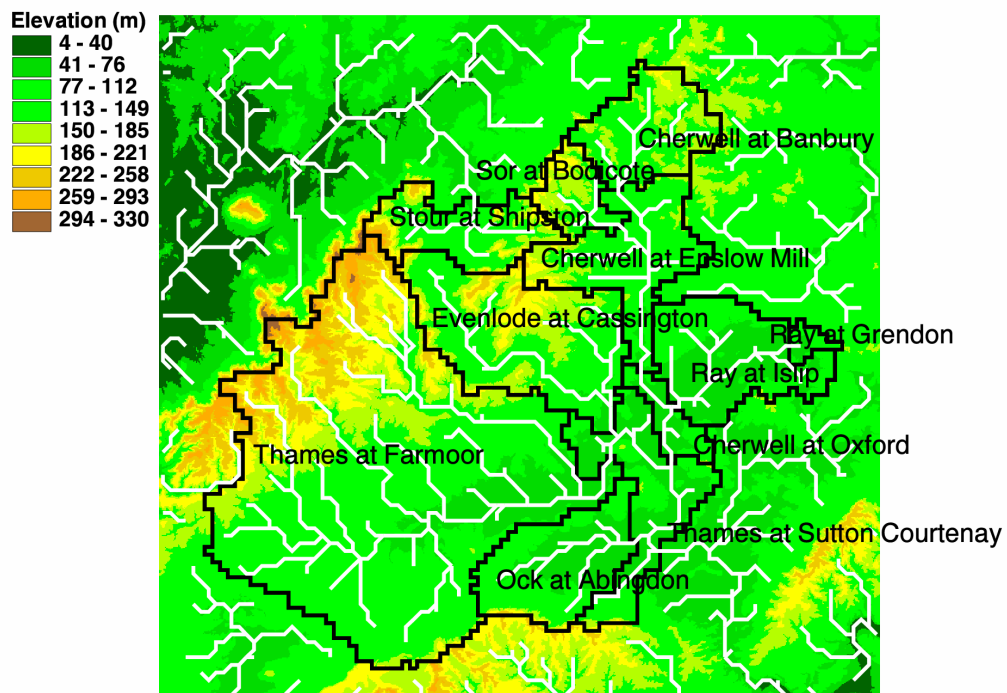 Elevation (m)
4 - 40
41 - 76
77 - 112
113 - 149
150 - 185
186 - 221
222 - 258
259 - 293
294 - 330
Cherwell at Banbury
Sor at Bodicote
Stour at Shipston
Cherwell at Enslow Mill
Evenlode at Cassington
Ray at Grendon
Ray at Islip
Cherwell at Oxford
Thames at Farmoor
Thames at Sutton Courtenay
Ock at Abingdon